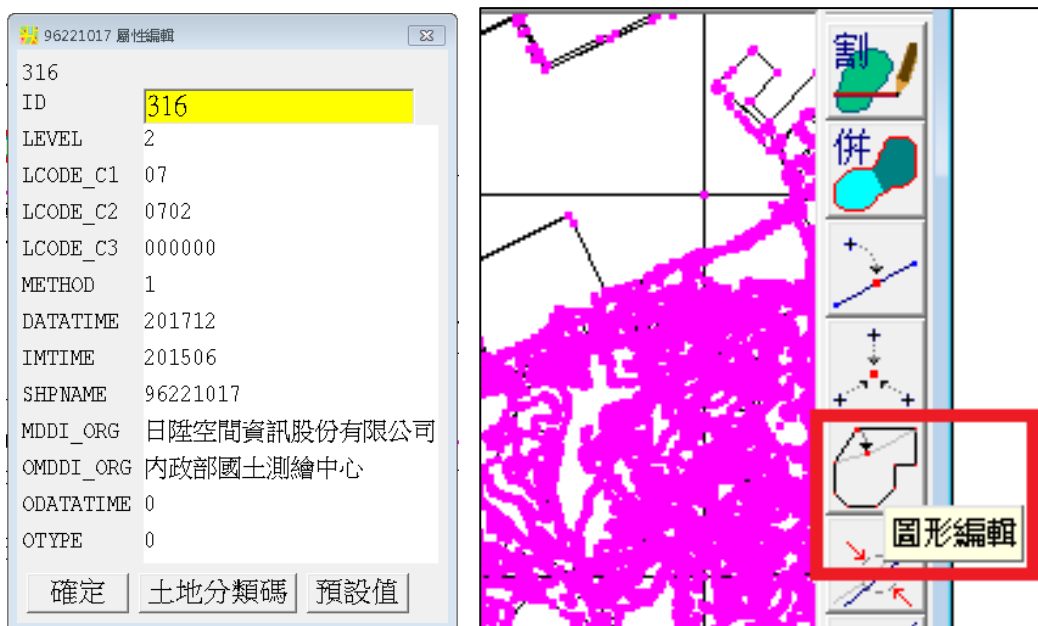 96221017 屬性編輯
316
ID 316
LEVEL 2
LCODE_C1 07
LCODE_C2 0702
LCODE_C3 000000
METHOD 1
DATATIME 201712
IMTIME 201506
SHPNAME 96221017
MDDI_ORG 日陞空間資訊股份有限公司
OMDDI_ORG 內政部國土測繪中心
ODATATIME 0
OTYPE 0
確定 土地分類碼 預設值
割
併
圖形編輯